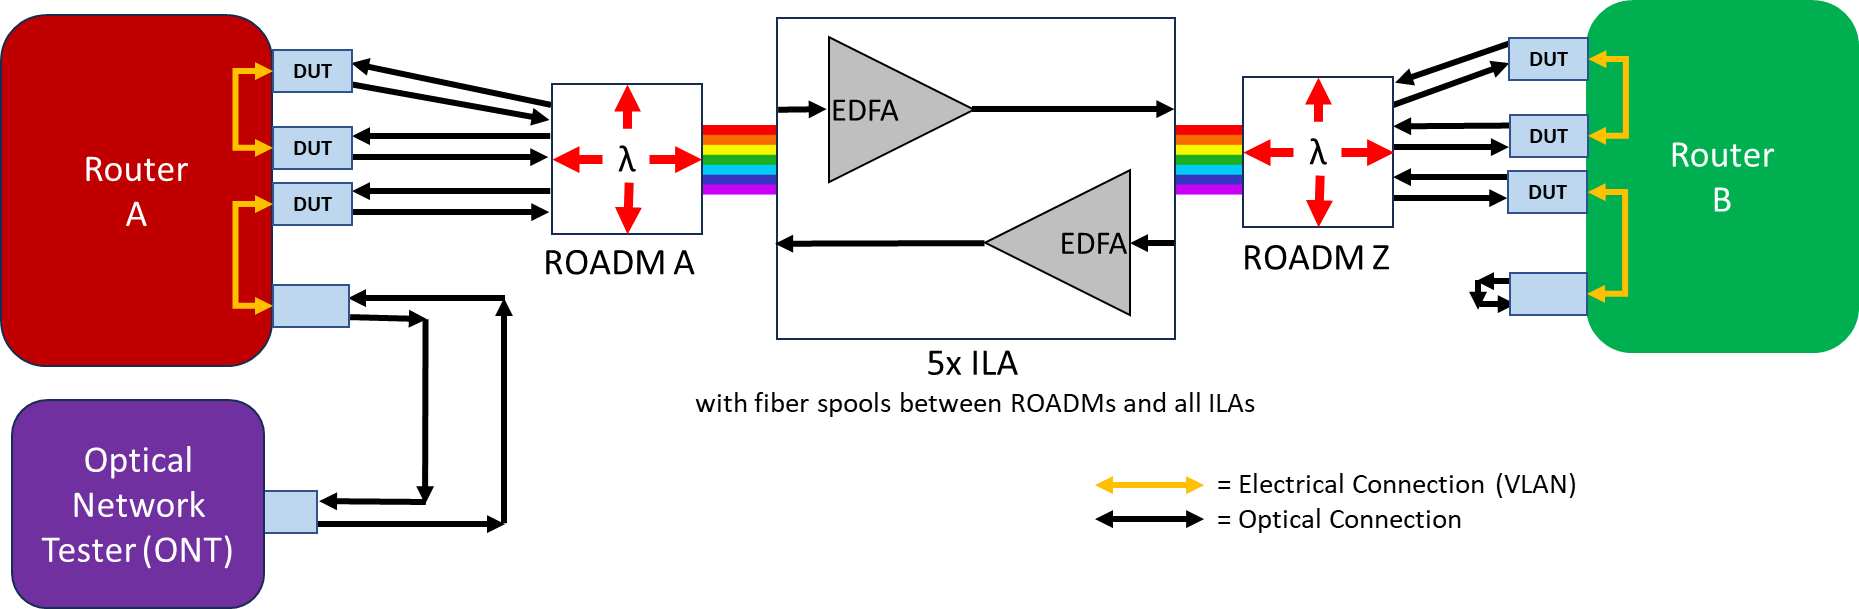 Router
A
DUT
DUT
DUT
λ
ROADM A
EDFA
EDFA
5x ILA
with fiber spools between ROADMs and all ILAs
λ
ROADM Z
DUT
DUT
DUT
Router
B
Optical
Network
Tester (ONT)
= Electrical Connection (VLAN)
= Optical Connection